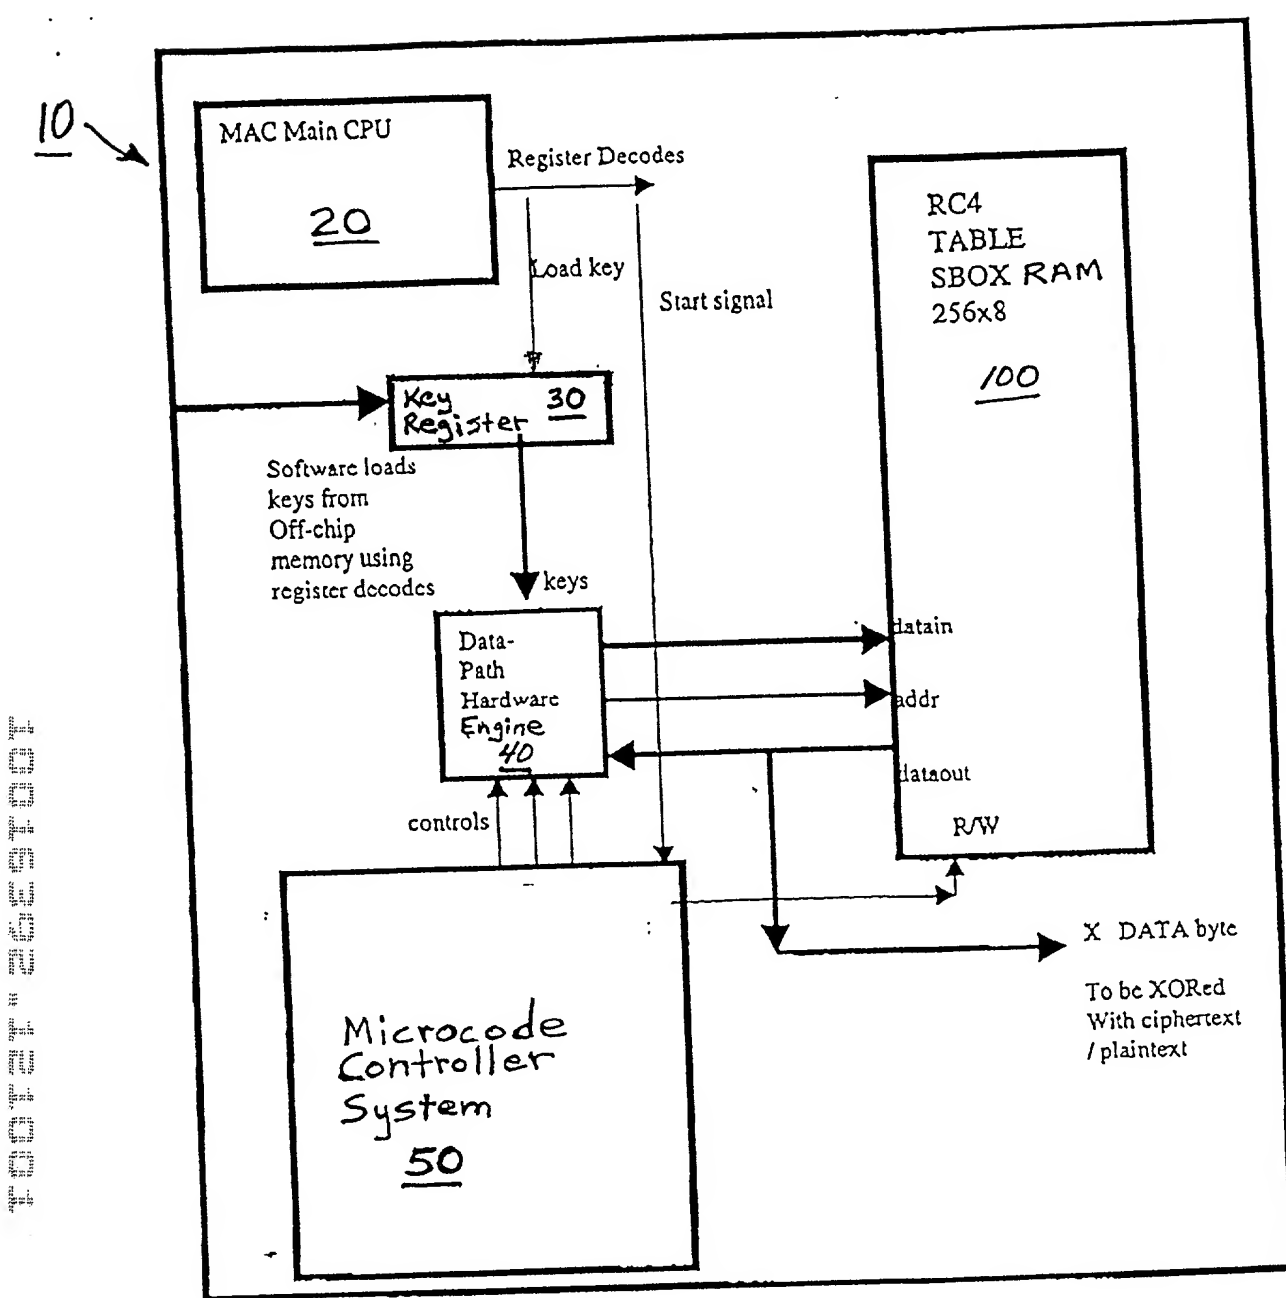 10
MAC Main CPU
20
Register Decodes
Load key
Start signal
RC4
TABLE
SBOX RAM
256x8
100
Key 30
Register
Software loads
keys from
Off-chip
memory using
register decodes
keys
Data-
Path
Hardware
Engine
40
datain
addr
dataout
R/W
controls
Microcode
Controller
System
50
X DATA byte
To be XORed
With ciphertext
/ plaintext